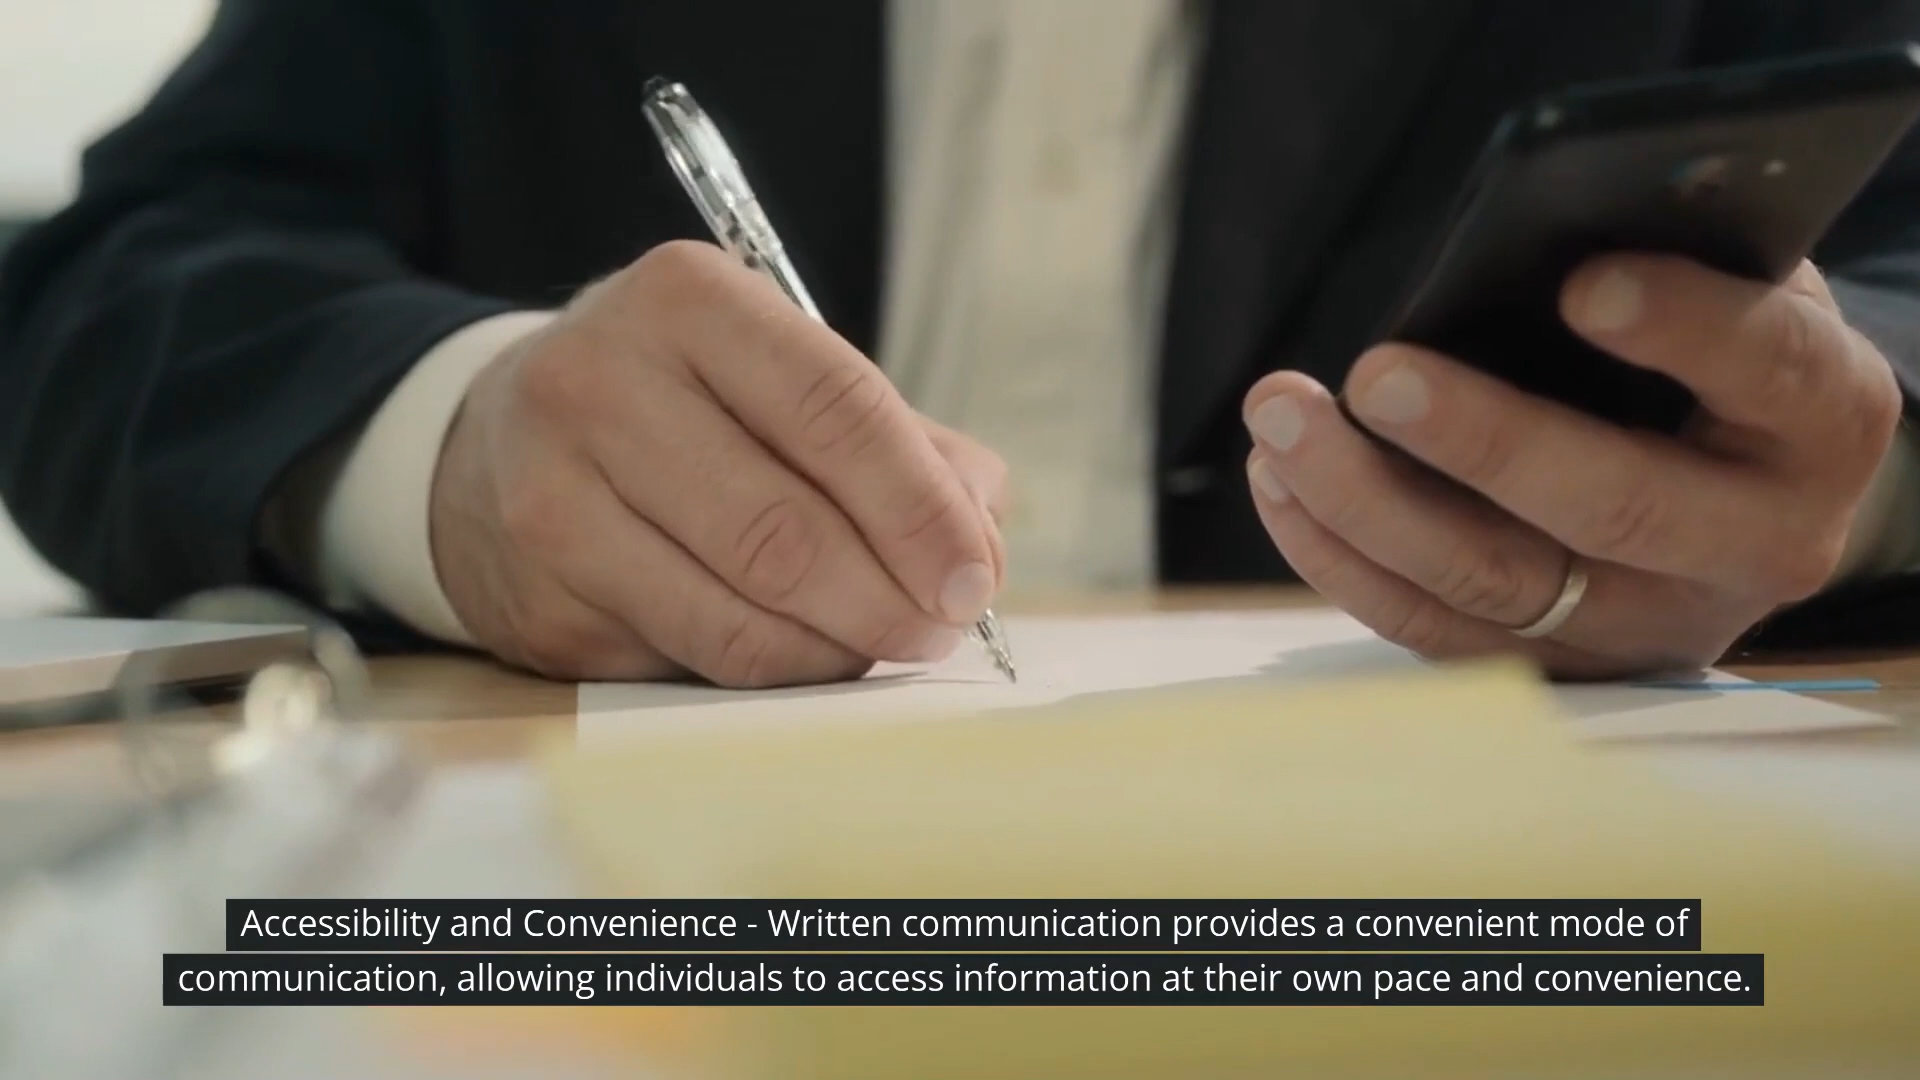 Accessibility and Convenience - Written communication provides a convenient mode of
communication, allowing individuals to access information at their own pace and convenience.